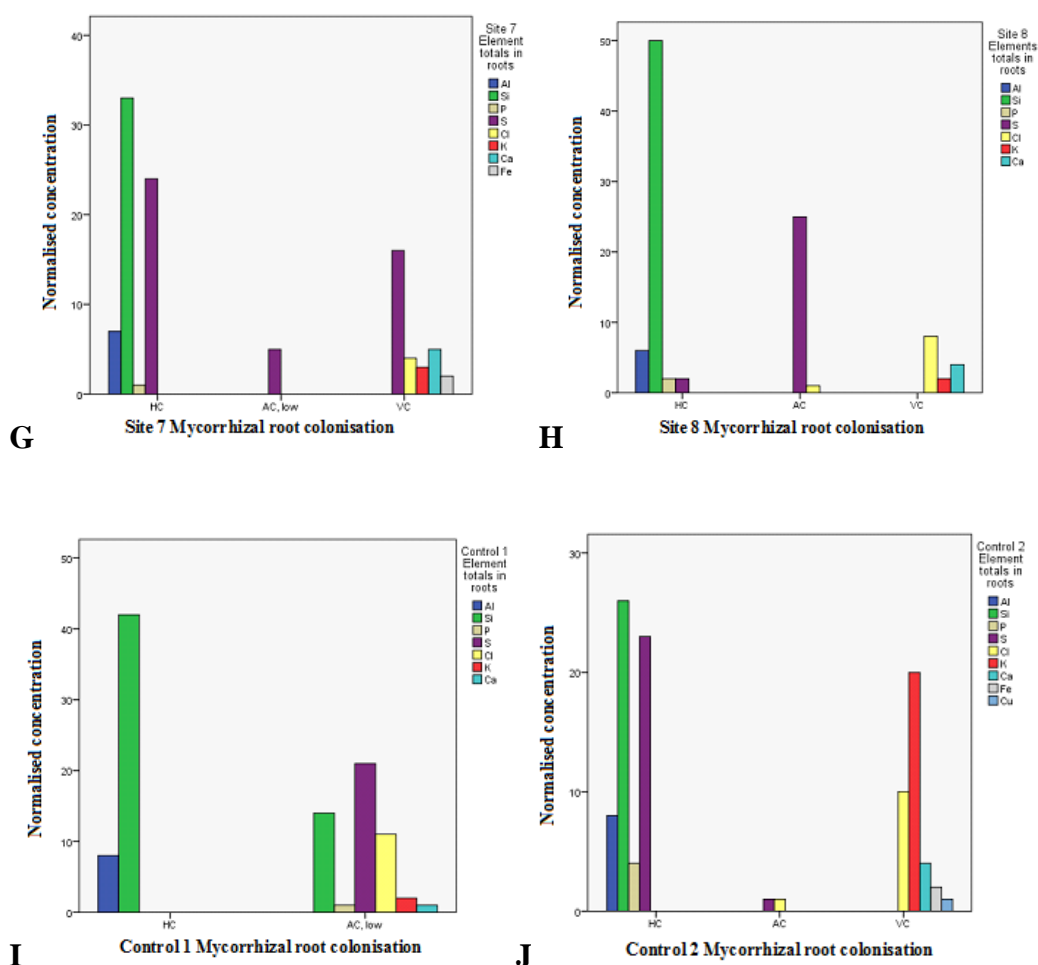 Site 7
Element
totals in
roots
Al
Si
P
S
Cl
K
Ca
Fe
40
30
20
10
0
Normalised concentration
HC
AC, low
VC
Site 7 Mycorrhizal root colonisation
G
Site 8
Elements
totals in
roots
Al
Si
P
S
Cl
K
Ca
50
40
30
20
10
0
Normalised concentration
HC
AC
VC
Site 8 Mycorrhizal root colonisation
H
Control 1
Element
totals in
roots
Al
Si
P
S
Cl
K
Ca
50
40
30
20
10
0
Normalised concentration
HC
AC, low
Control 1 Mycorrhizal root colonisation
I
Control 2
Element
totals in
roots
Al
Si
P
S
Cl
K
Ca
Fe
Cu
30
20
10
0
Normalised concentration
HC
AC
VC
Control 2 Mycorrhizal root colonisation
J